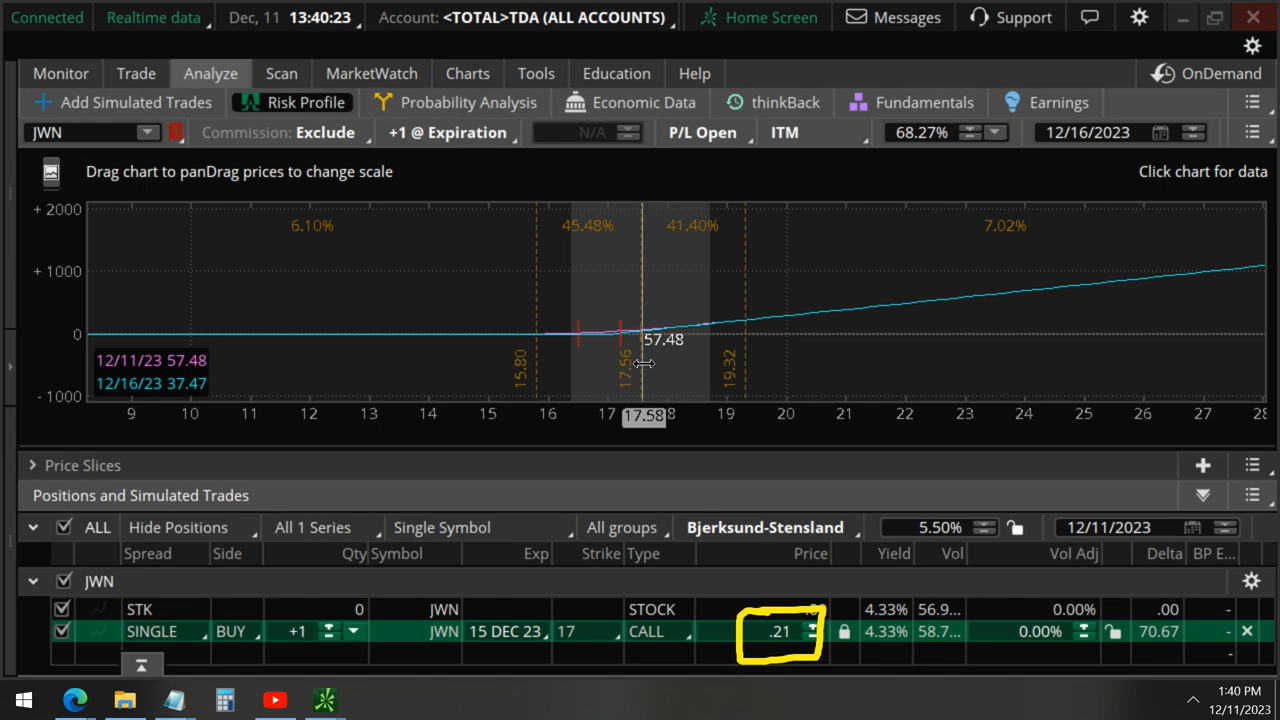 Connected Realtime data Dec, 11 13:40:23 Account: <TOTAL>TDA (ALL ACCOUNTS) Home Screen Messages Support
Monitor Trade Analyze Scan MarketWatch Charts Tools Education Help OnDemand
Add Simulated Trades Risk Profile Probability Analysis Economic Data thinkBack Fundamentals Earnings
JWN Commission: Exclude +1 @ Expiration N/A P/L Open ITM 68.27% 12/16/2023
Drag chart to panDrag prices to change scale Click chart for data
+ 2000
6.10% 45.48% 41.40% 7.02%
+ 1000
0
57.48
12/11/23 57.48
12/16/23 37.47
15.80 17.56 19.32
- 1000
9 10 11 12 13 14 15 16 17 17.58 8 19 20 21 22 23 24 25 26 27 28
Price Slices
Positions and Simulated Trades
ALL Hide Positions All 1 Series Single Symbol All groups Bjerksund-Stensland 5.50% 12/11/2023
Spread Side Qty Symbol Exp Strike Type Price Yield Vol Vol Adj Delta BP E...
JWN
STK 0 JWN STOCK 4.33% 56.9... 0.00% .00 -
SINGLE BUY +1 JWN 15 DEC 23 17 CALL .21 4.33% 58.7... 0.00% 70.67 -
-
1:40 PM
12/11/2023